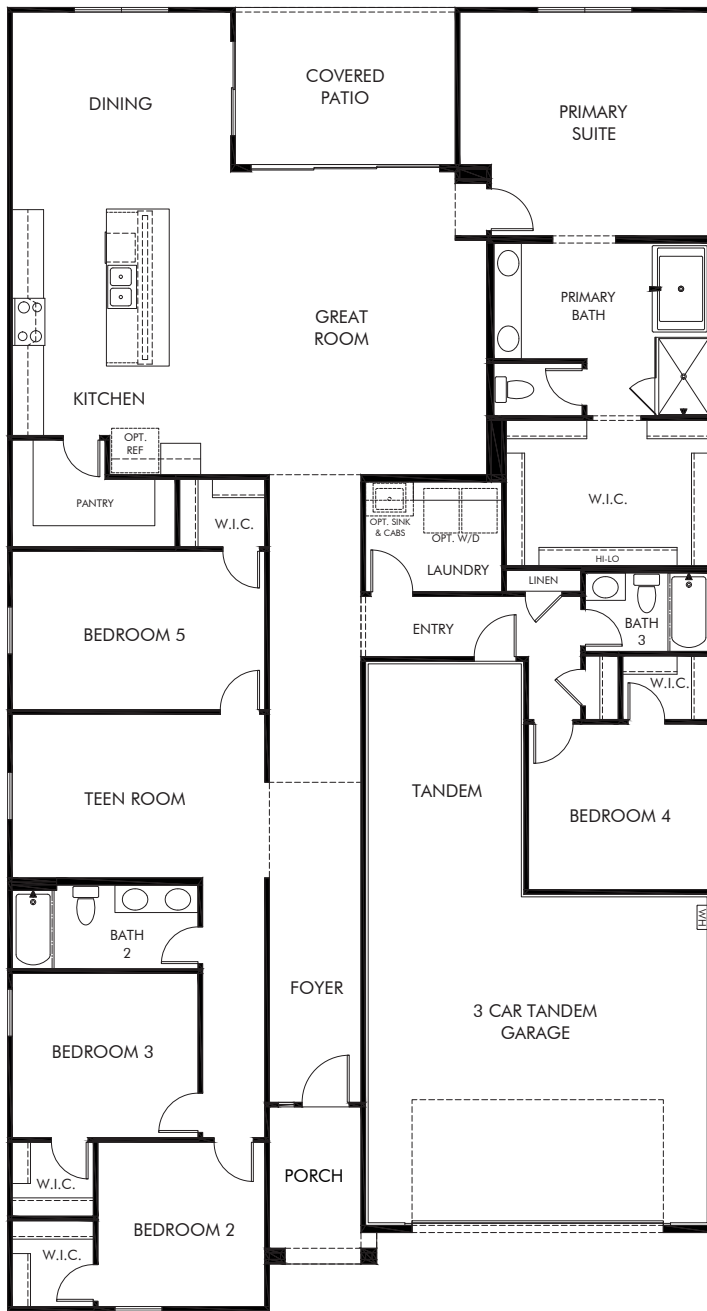 COVERED
PATIO
DINING
PRIMARY
SUITE
PRIMARY
BATH
GREAT
ROOM
KITCHEN
OPT.
REF
PANTRY
W.I.C.
W.I.C.
OPT. SINK
& CABS
OPT. W/D
HI-LO
LAUNDRY
LINEN
BEDROOM 5
ENTRY
BATH
3
W.I.C.
TEEN ROOM
TANDEM
BEDROOM 4
WH
BATH
2
FOYER
3 CAR TANDEM
GARAGE
BEDROOM 3
PORCH
W.I.C.
BEDROOM 2
W.I.C.